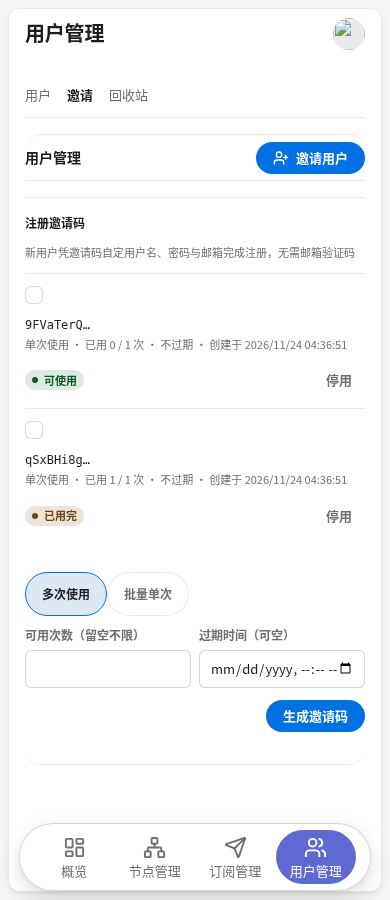 用户管理
用户 邀请 回收站
用户管理 邀请用户
注册邀请码
新用户凭邀请码自定用户名、密码与邮箱完成注册，无需邮箱验证码
9FVaTerQ…
单次使用 · 已用 0 / 1 次 · 不过期 · 创建于 2026/11/24 04:36:51
可使用 停用
qSxBHi8g…
单次使用 · 已用 1 / 1 次 · 不过期 · 创建于 2026/11/24 04:36:51
已用完 停用
多次使用 批量单次
可用次数（留空不限） 过期时间（可空）
mm/dd/yyyy, --:-- --
生成邀请码
概览 节点管理 订阅管理 用户管理